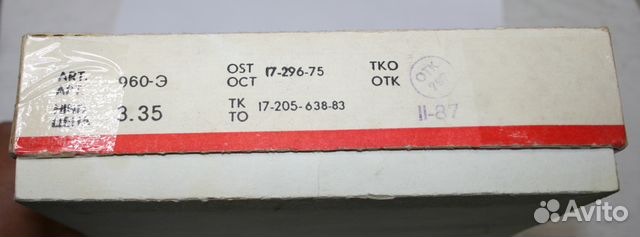 ART. 960-Э OST 17-296-75 TKO
АРТ. ОСТ ОТК ОТК
HIND 3.35 TK 17-205-638-83 II-87
ЦЕНА ТО
Avito